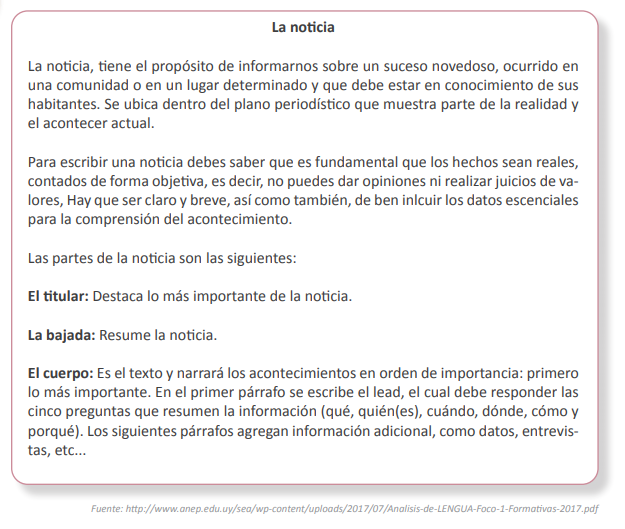 La noticia
La noticia, tiene el propósito de informarnos sobre un suceso novedoso, ocurrido en
una comunidad o en un lugar determinado y que debe estar en conocimiento de sus
habitantes. Se ubica dentro del plano periodístico que muestra parte de la realidad y
el acontecer actual.
Para escribir una noticia debes saber que es fundamental que los hechos sean reales,
contados de forma objetiva, es decir, no puedes dar opiniones ni realizar juicios de va-
lores, Hay que ser claro y breve, así como también, de ben inlcuir los datos escenciales
para la comprensión del acontecimiento.
Las partes de la noticia son las siguientes:
El titular: Destaca lo más importante de la noticia.
La bajada: Resume la noticia.
El cuerpo: Es el texto y narrará los acontecimientos en orden de importancia: primero
lo más importante. En el primer párrafo se escribe el lead, el cual debe responder las
cinco preguntas que resumen la información (qué, quién(es), cuándo, dónde, cómo y
porqué). Los siguientes párrafos agregan información adicional, como datos, entrevis-
tas, etc...
Fuente: http://www.anep.edu.uy/sea/wp-content/uploads/2017/07/Analisis-de-LENGUA-Foco-1-Formativas-2017.pdf